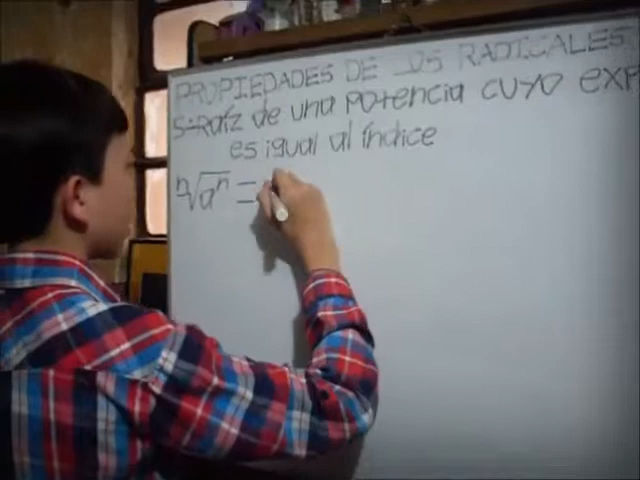 PROPIEDADES DE LOS RADICALES
5-raíz de una potencia cuyo exp
es igual al índice
ⁿ√aⁿ =